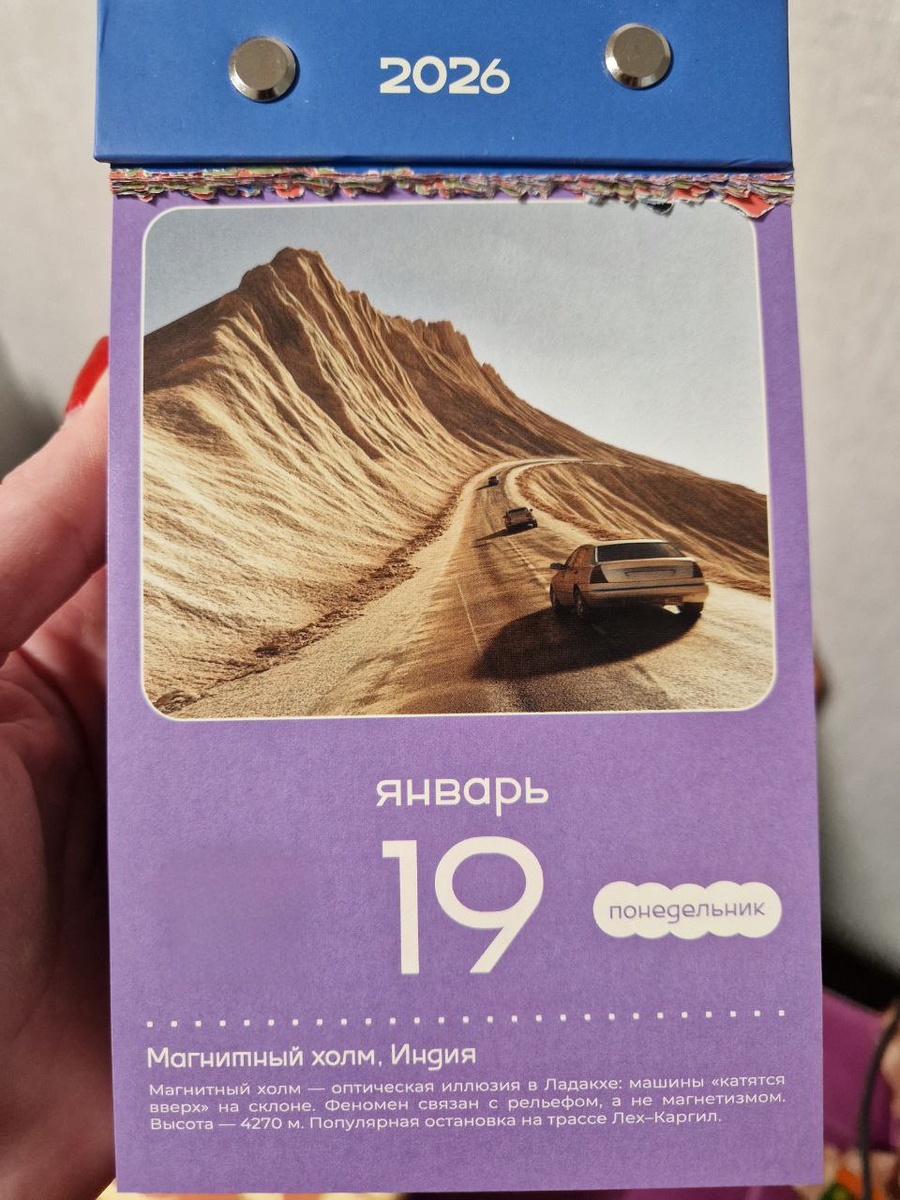 2026
январь
19
понедельник
Магнитный холм, Индия
Магнитный холм — оптическая иллюзия в Ладакхе: машины «катятся
вверх» на склоне. Феномен связан с рельефом, а не магнетизмом.
Высота — 4270 м. Популярная остановка на трассе Лех–Каргил.